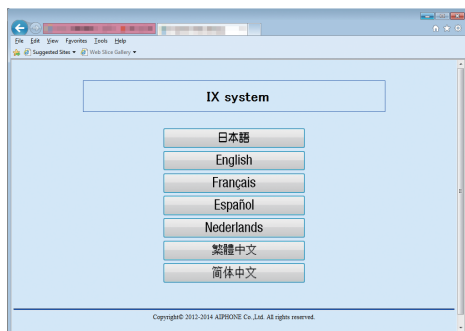 File Edit View Favorites Tools Help
Suggested Sites Web Slice Gallery
IX system
日本語
English
Français
Español
Nederlands
繁體中文
简体中文
Copyright© 2012-2014 AIPHONE Co.,Ltd. All rights reserved.